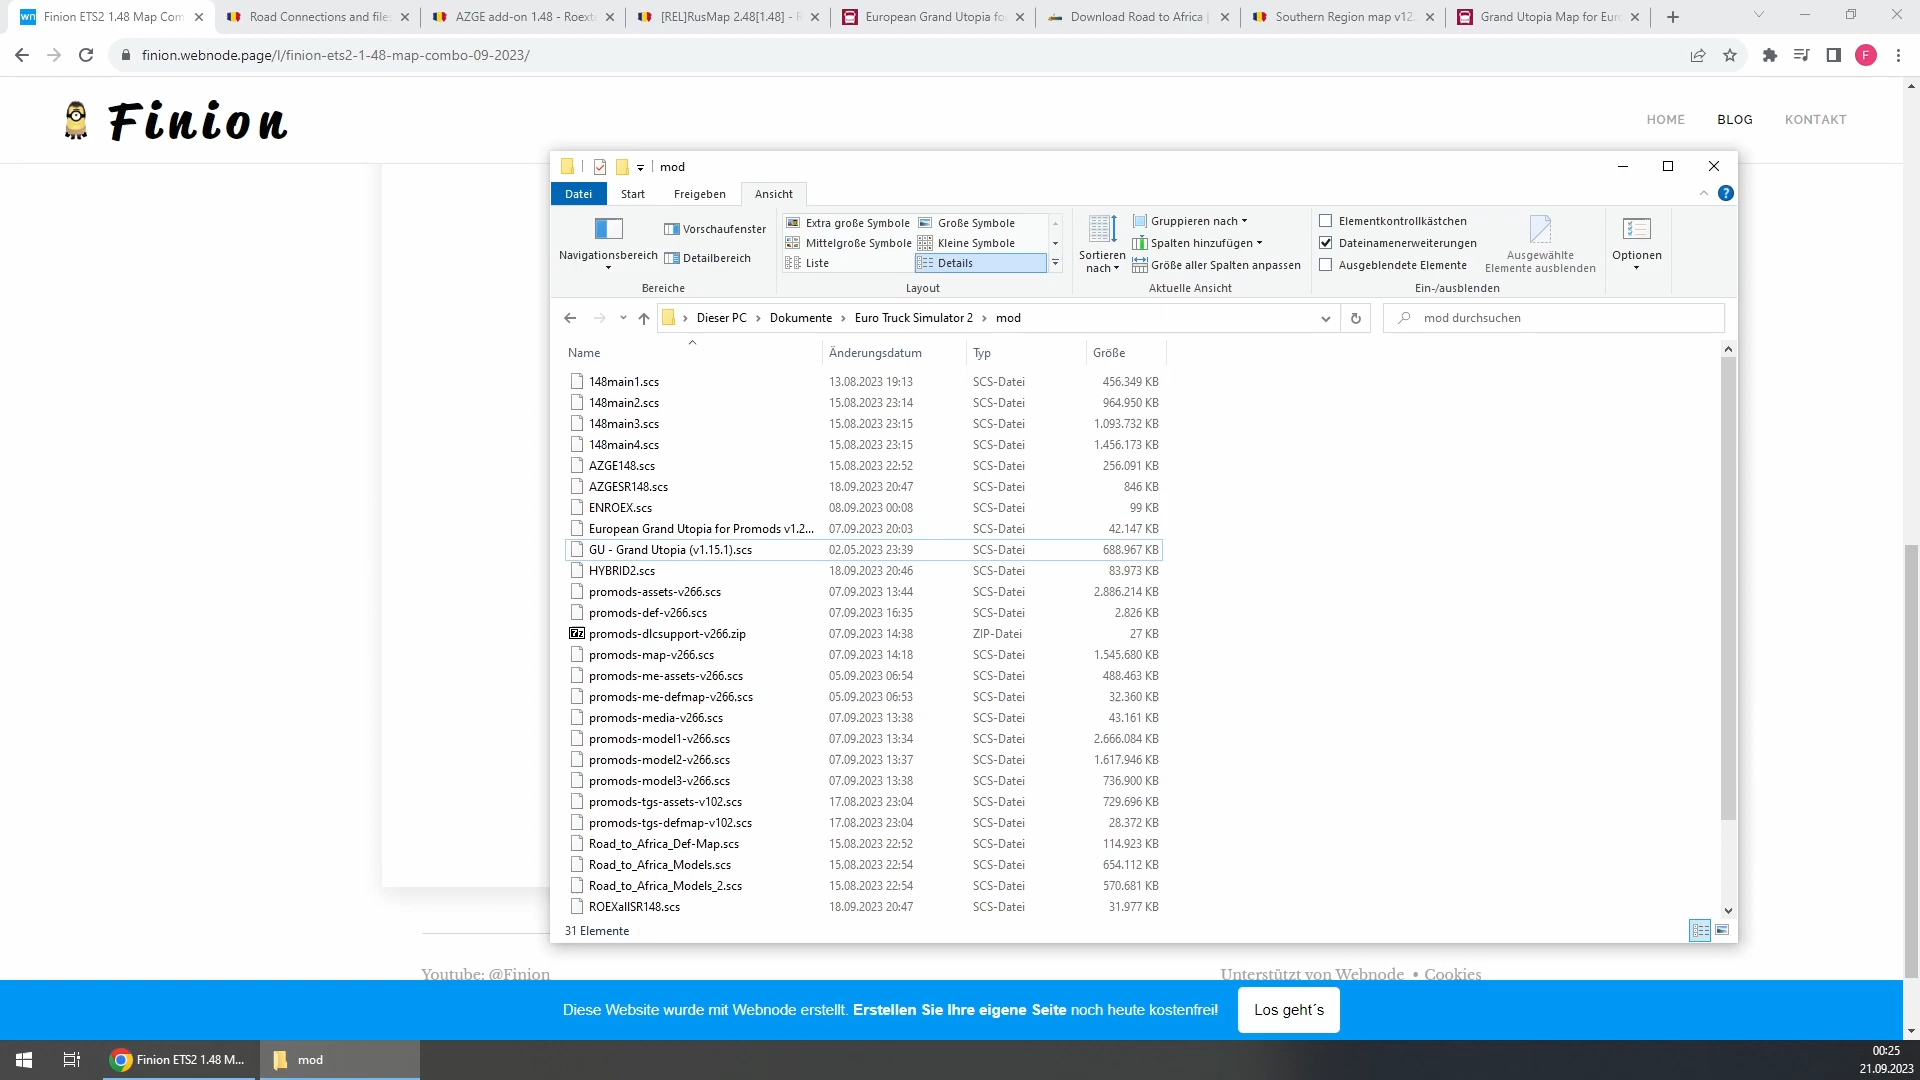 Finion ETS2 1.48 Map Com
Road Connections and file
AZGE add-on 1.48 - Roext
[REL]RusMap 2.48[1.48] - R
European Grand Utopia fo
Download Road to Africa |
Southern Region map v12.
Grand Utopia Map for Euro
finion.webnode.page/l/finion-ets2-1-48-map-combo-09-2023/
F
Finion
HOME
BLOG
KONTAKT
mod
Datei
Start
Freigeben
Ansicht
Navigationsbereich
Vorschaufenster
Detailbereich
Bereiche
Extra große Symbole
Große Symbole
Mittelgroße Symbole
Kleine Symbole
Liste
Details
Layout
Sortieren nach
Gruppieren nach
Spalten hinzufügen
Größe aller Spalten anpassen
Aktuelle Ansicht
Elementkontrollkästchen
Dateinamenerweiterungen
Ausgeblendete Elemente
Ausgewählte
Elemente ausblenden
Ein-/ausblenden
Optionen
Dieser PC > Dokumente > Euro Truck Simulator 2 > mod
mod durchsuchen
Name Änderungsdatum Typ Größe
148main1.scs 13.08.2023 19:13 SCS-Datei 456.349 KB
148main2.scs 15.08.2023 23:14 SCS-Datei 964.950 KB
148main3.scs 15.08.2023 23:15 SCS-Datei 1.093.732 KB
148main4.scs 15.08.2023 23:15 SCS-Datei 1.456.173 KB
AZGE148.scs 15.08.2023 22:52 SCS-Datei 256.091 KB
AZGESR148.scs 18.09.2023 20:47 SCS-Datei 846 KB
ENROEX.scs 08.09.2023 00:08 SCS-Datei 99 KB
European Grand Utopia for Promods v1.2... 07.09.2023 20:03 SCS-Datei 42.147 KB
GU - Grand Utopia (v1.15.1).scs 02.05.2023 23:39 SCS-Datei 688.967 KB
HYBRID2.scs 18.09.2023 20:46 SCS-Datei 83.973 KB
promods-assets-v266.scs 07.09.2023 13:44 SCS-Datei 2.886.214 KB
promods-def-v266.scs 07.09.2023 16:35 SCS-Datei 2.826 KB
promods-dlcsupport-v266.zip 07.09.2023 14:38 ZIP-Datei 27 KB
promods-map-v266.scs 07.09.2023 14:18 SCS-Datei 1.545.680 KB
promods-me-assets-v266.scs 05.09.2023 06:54 SCS-Datei 488.463 KB
promods-me-defmap-v266.scs 05.09.2023 06:53 SCS-Datei 32.360 KB
promods-media-v266.scs 07.09.2023 13:38 SCS-Datei 43.161 KB
promods-model1-v266.scs 07.09.2023 13:34 SCS-Datei 2.666.084 KB
promods-model2-v266.scs 07.09.2023 13:37 SCS-Datei 1.617.946 KB
promods-model3-v266.scs 07.09.2023 13:38 SCS-Datei 736.900 KB
promods-tgs-assets-v102.scs 17.08.2023 23:04 SCS-Datei 729.696 KB
promods-tgs-defmap-v102.scs 17.08.2023 23:04 SCS-Datei 28.372 KB
Road_to_Africa_Def-Map.scs 15.08.2023 22:52 SCS-Datei 114.923 KB
Road_to_Africa_Models.scs 15.08.2023 22:54 SCS-Datei 654.112 KB
Road_to_Africa_Models_2.scs 15.08.2023 22:54 SCS-Datei 570.681 KB
ROEXallSR148.scs 18.09.2023 20:47 SCS-Datei 31.977 KB
31 Elemente
Youtube: @Finion
Unterstützt von Webnode • Cookies
Diese Website wurde mit Webnode erstellt. Erstellen Sie Ihre eigene Seite noch heute kostenfrei!
Los geht´s
Finion ETS2 1.48 M...
mod
00:25
21.09.2023